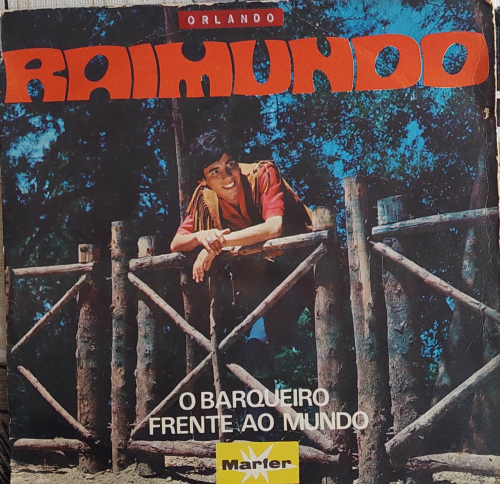 ORLANDO
RAIMUNDO
O BARQUEIRO
FRENTE AO MUNDO
Marfer